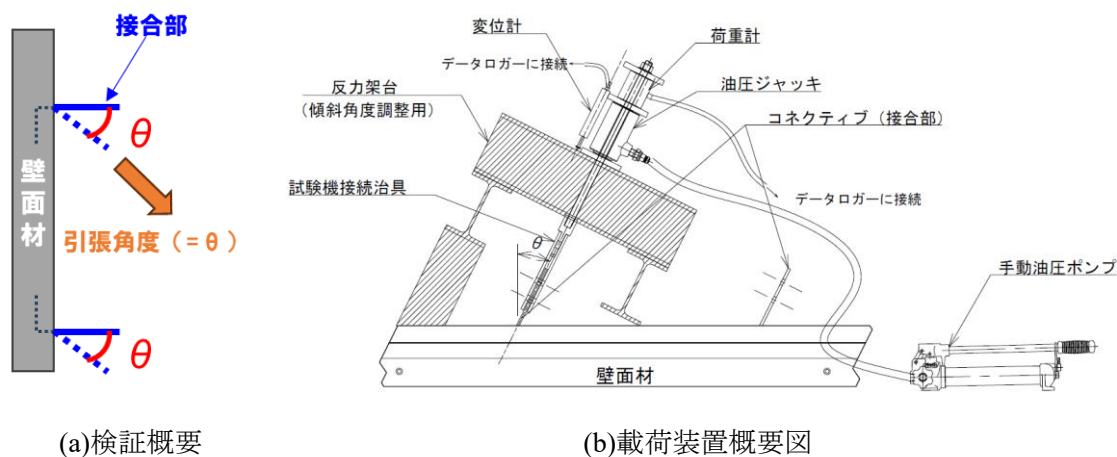 接合部
θ
壁面材
引張角度（=θ）
θ
(a)検証概要
変位計
荷重計
データロガーに接続
油圧ジャッキ
反力架台
（傾斜角度調整用）
コネクティブ（接合部）
試験機接続治具
データロガーに接続
θ
手動油圧ポンプ
壁面材
(b)載荷装置概要図